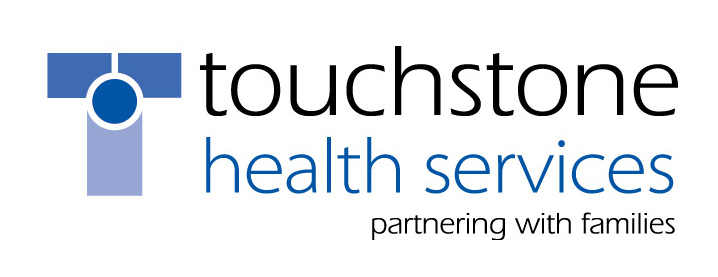 touchstone
health services
partnering with families